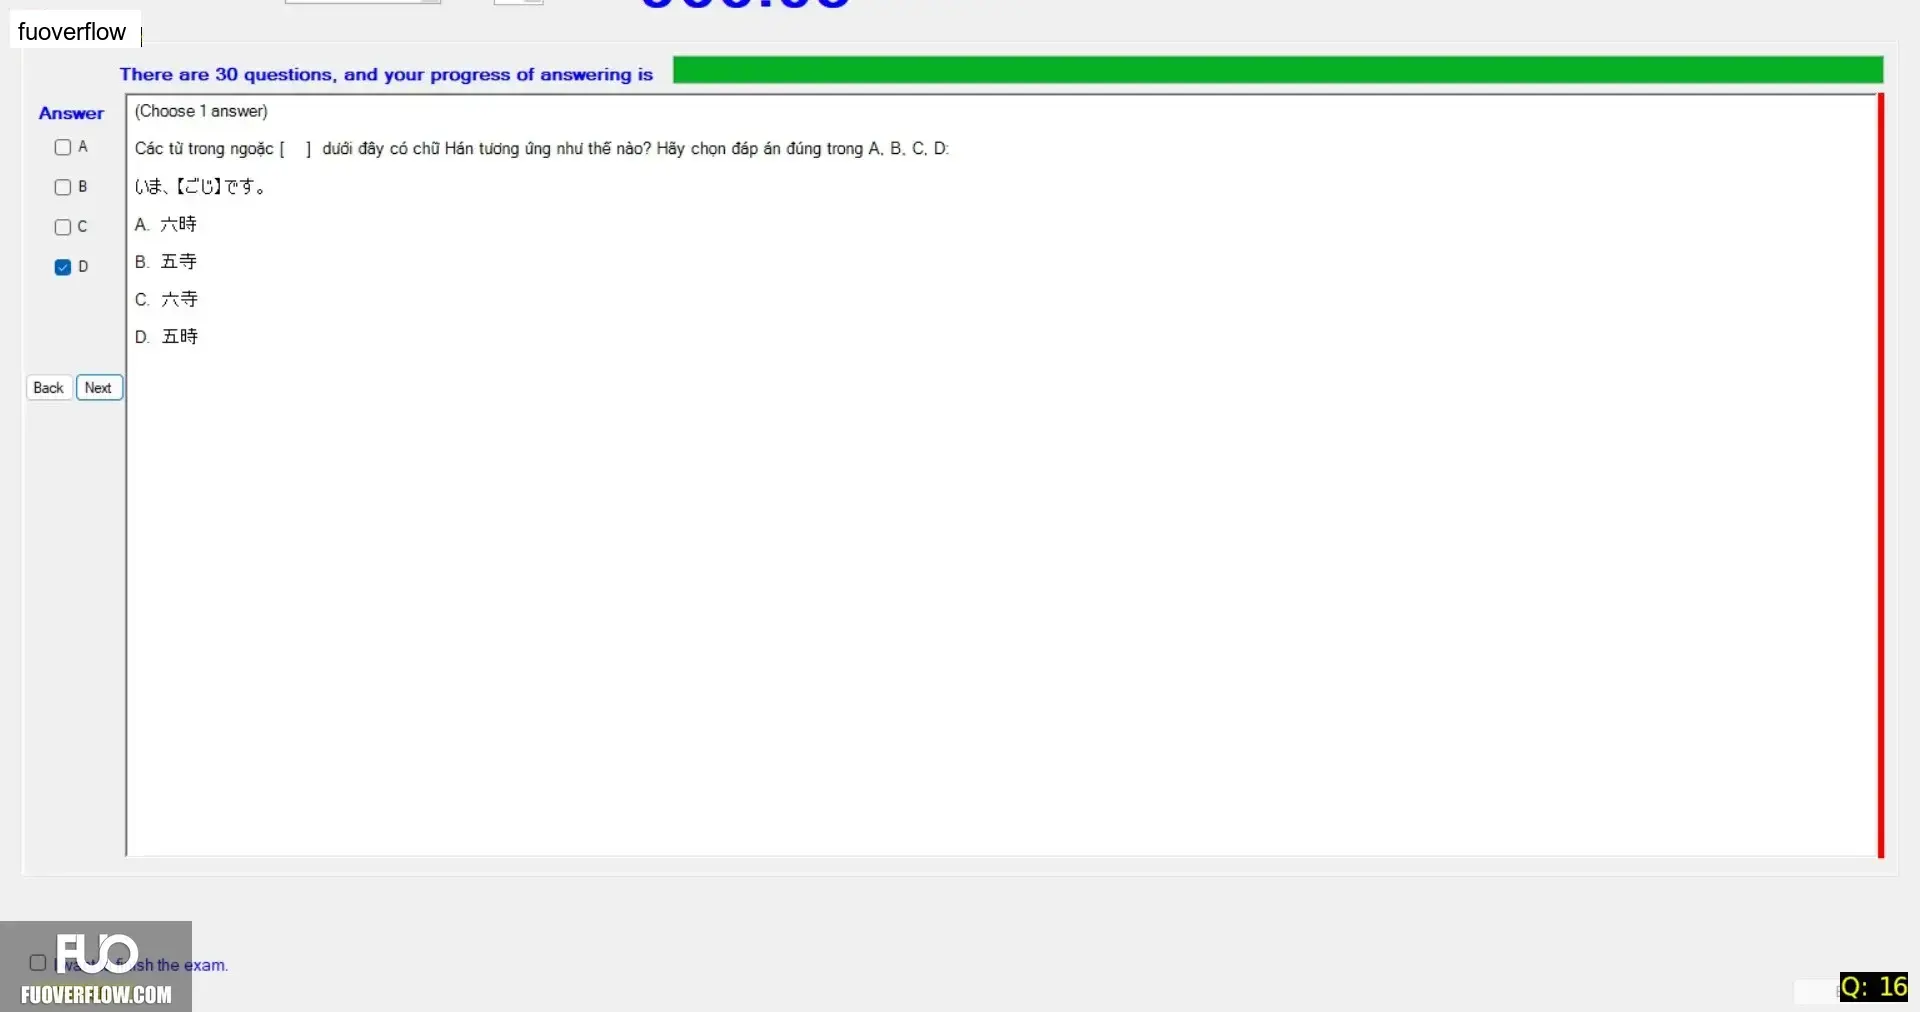 fuoverflow
There are 30 questions, and your progress of answering is
Answer
(Choose 1 answer)
A
Các từ trong ngoặc [ ] dưới đây có chữ Hán tương ứng như thế nào? Hãy chọn đáp án đúng trong A, B, C, D:
B
いま、【ごじ】です。
C
A. 六時
B. 五寺
D
C. 六寺
D. 五時
Back Next
FUO
finish the exam.
FUOVERFLOW.COM
Q: 16